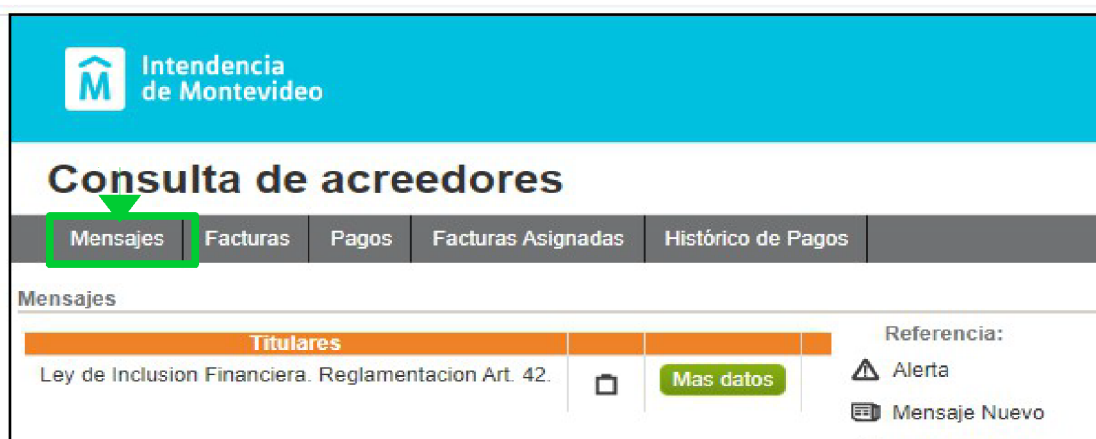 Intendencia
de Montevideo
Consulta de acreedores
Mensajes Facturas Pagos Facturas Asignadas Histórico de Pagos
Mensajes
Titulares
Referencia:
Ley de Inclusion Financiera. Reglamentacion Art. 42. Mas datos
Alerta
Mensaje Nuevo